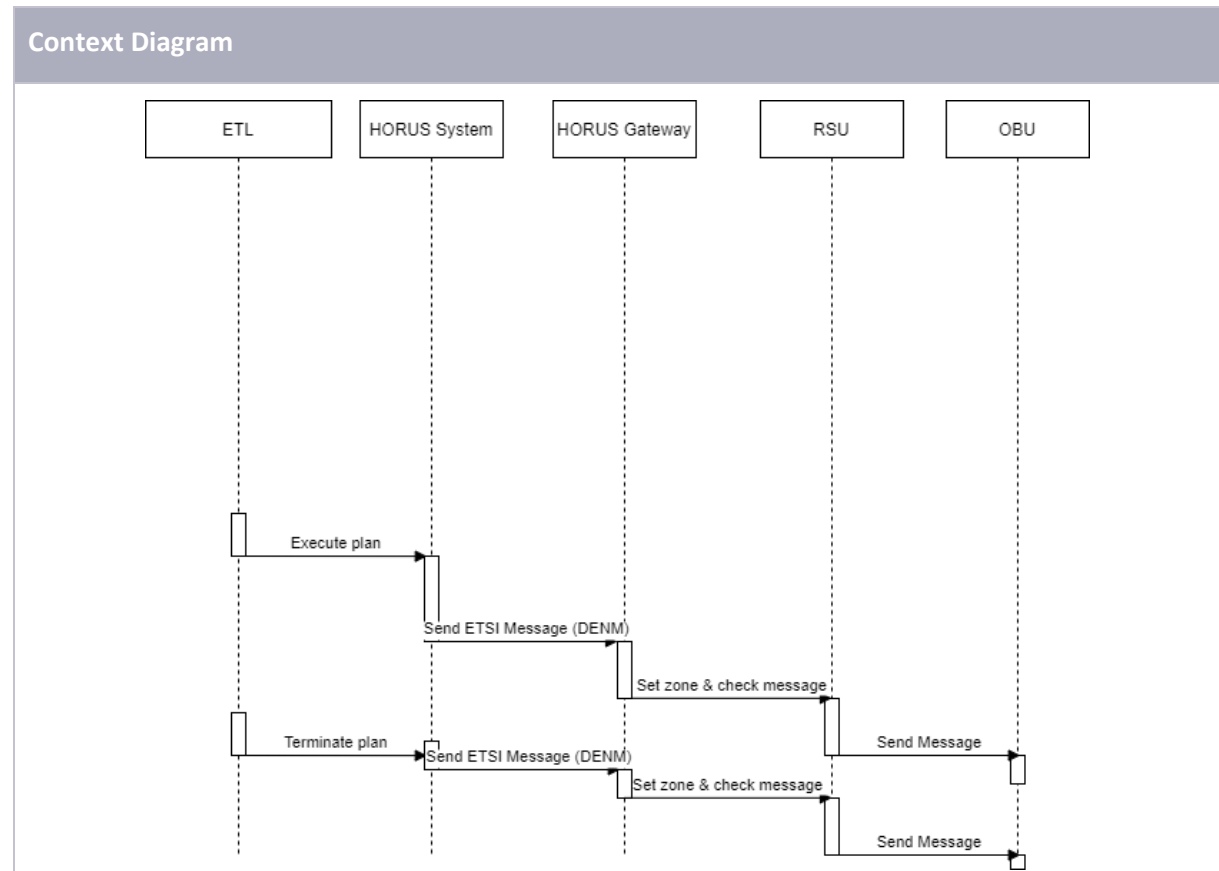 Context Diagram
ETL
HORUS System
HORUS Gateway
RSU
OBU
Execute plan
Send ETSI Message (DENM)
Set zone & check message
Terminate plan
Send Message
Send ETSI Message (DENM)
Set zone & check message
Send Message